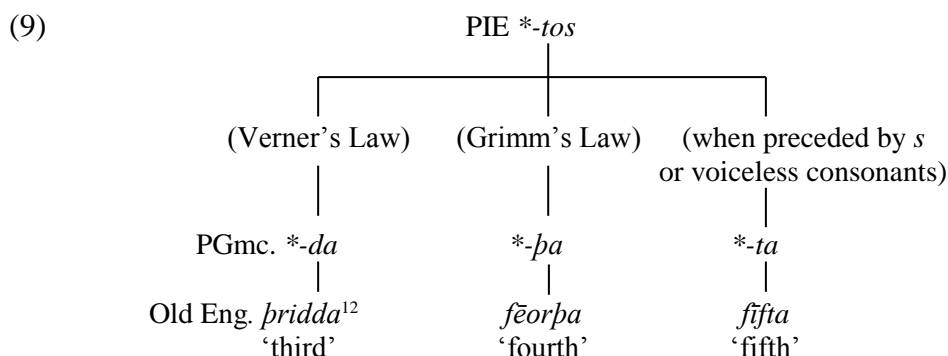 (9) PIE *-tos
(Verner’s Law) (Grimm’s Law) (when preceded by s
or voiceless consonants)
PGmc. *-da *-þa *-ta
Old Eng. þridda¹² fēorþa fīfta
‘third’ ‘fourth’ ‘fifth’